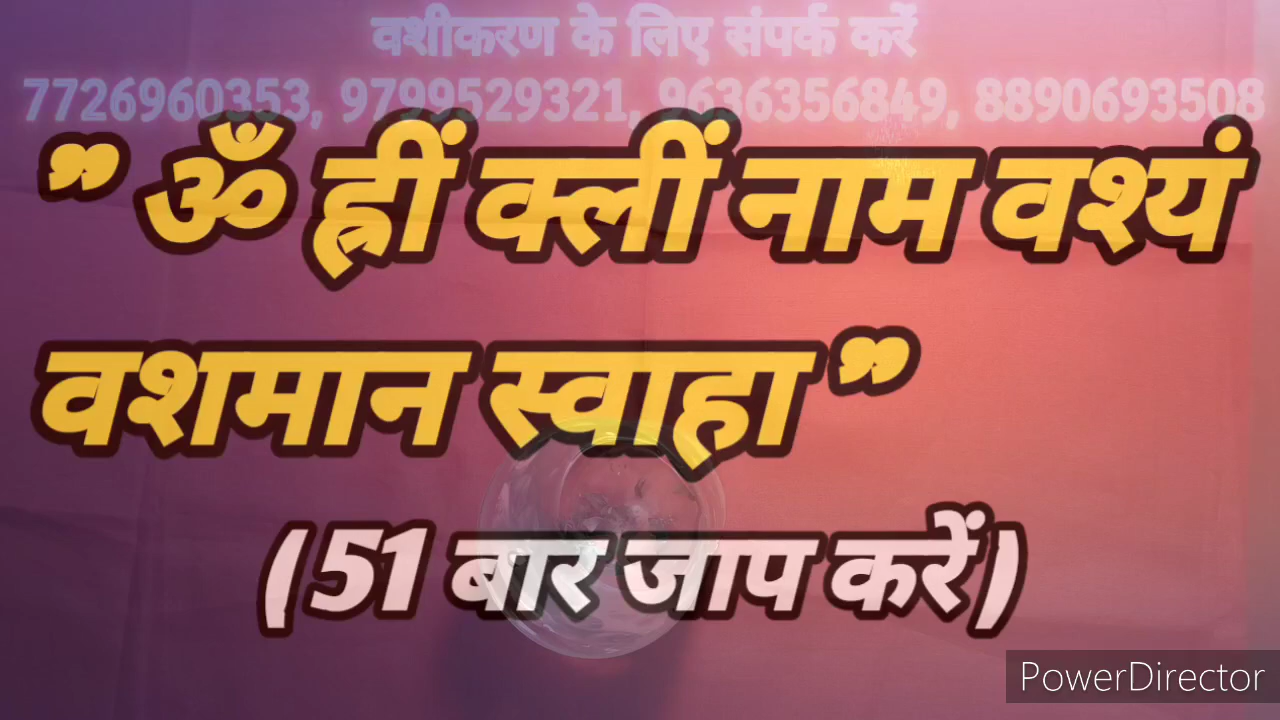 वशीकरण के लिए संपर्क करें
7726960353, 9799529321, 9636356849, 8890693508
” ॐ ह्रीं क्लीं नाम वश्यं
वशमान स्वाहा ”
(51 बार जाप करें)
PowerDirector